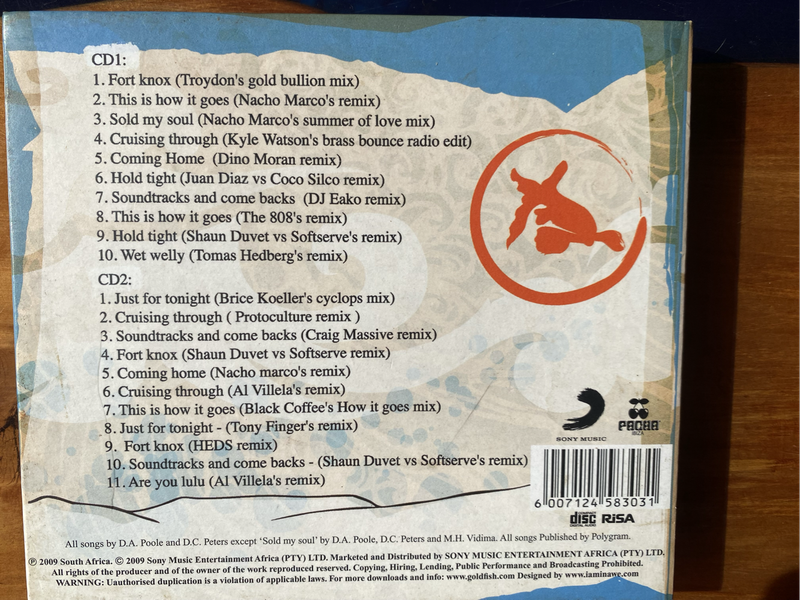 CD1:
1. Fort knox (Troydon's gold bullion mix)
2. This is how it goes (Nacho Marco's remix)
3. Sold my soul (Nacho Marco's summer of love mix)
4. Cruising through (Kyle Watson's brass bounce radio edit)
5. Coming Home (Dino Moran remix)
6. Hold tight (Juan Diaz vs Coco Silco remix)
7. Soundtracks and come backs (DJ Eako remix)
8. This is how it goes (The 808's remix)
9. Hold tight (Shaun Duvet vs Softserve's remix)
10. Wet welly (Tomas Hedberg's remix)
CD2:
1. Just for tonight (Brice Koeller's cyclops mix)
2. Cruising through ( Protoculture remix )
3. Soundtracks and come backs (Craig Massive remix)
4. Fort knox (Shaun Duvet vs Softserve remix)
5. Coming home (Nacho marco's remix)
6. Cruising through (Al Villela's remix)
7. This is how it goes (Black Coffee's How it goes mix)
8. Just for tonight - (Tony Finger's remix)
9. Fort knox (HEDS remix)
10. Soundtracks and come backs - (Shaun Duvet vs Softserve's remix)
11. Are you lulu (Al Villela's remix)
SONY MUSIC
PACHA
IBIZA
6 007124 583031
disc
DIGITAL AUDIO
RiSA
All songs by D.A. Poole and D.C. Peters except 'Sold my soul' by D.A. Poole, D.C. Peters and M.H. Vidima. All songs Published by Polygram.
℗ 2009 South Africa. © 2009 Sony Music Entertainment Africa (PTY) LTD. Marketed and Distributed by SONY MUSIC ENTERTAINMENT AFRICA (PTY) LTD.
All rights of the producer and of the owner of the work reproduced reserved. Copying, Hiring, Lending, Public Performance and Broadcasting Prohibited.
WARNING: Uauthorised duplication is a violation of applicable laws. For more downloads and info: www.goldfish.com Designed by www.iaminawe.com